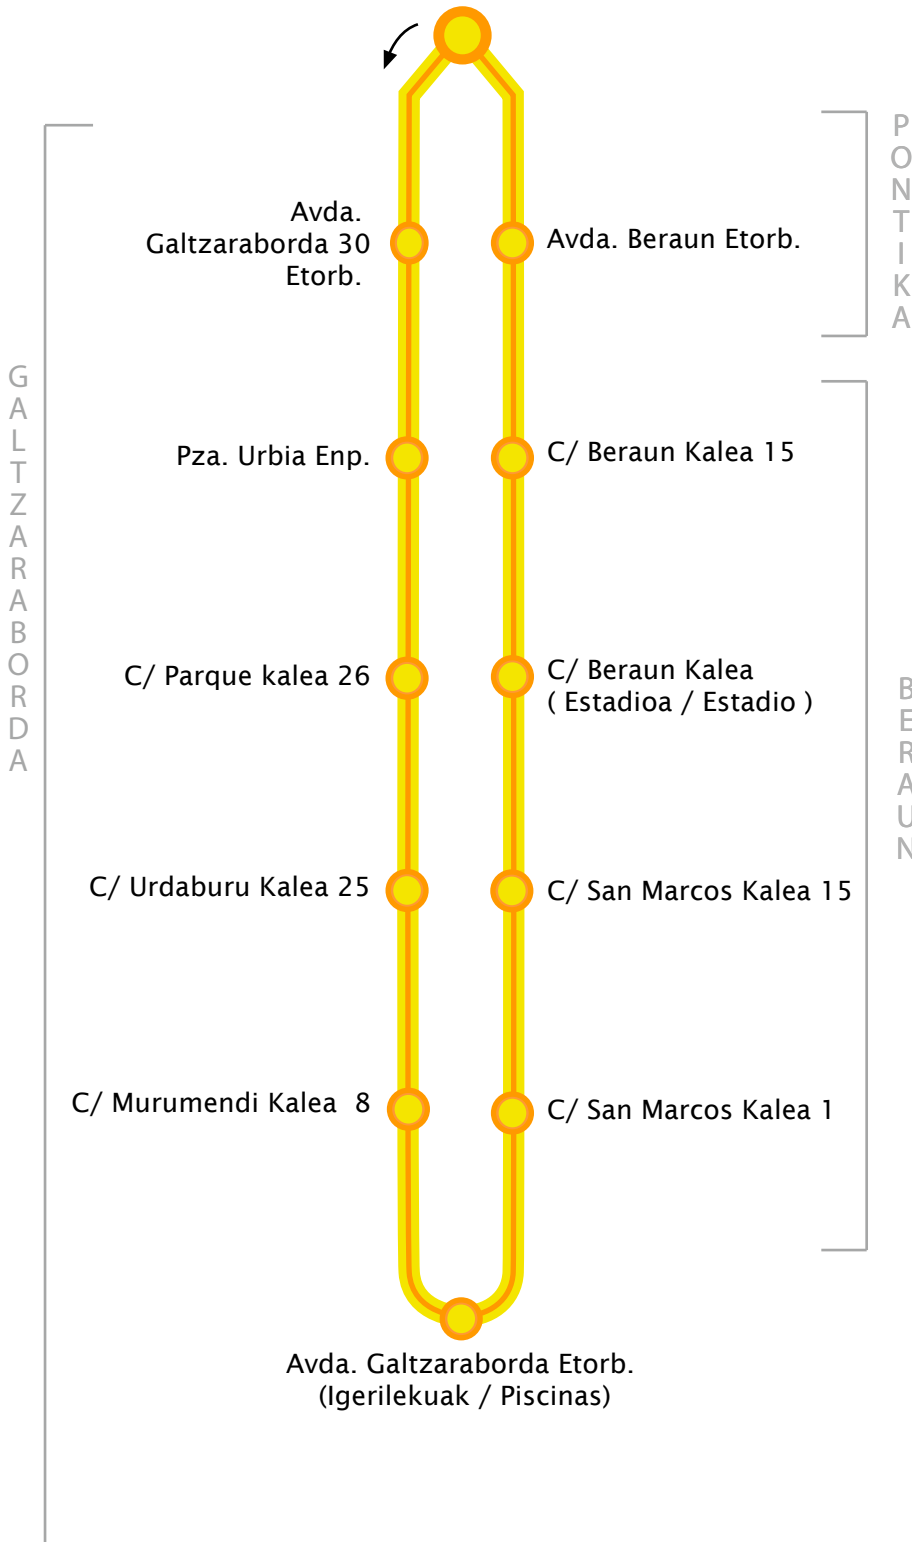 PONTIKA
Avda.
Galtzaraborda 30
Etorb.
Avda. Beraun Etorb.
GALTZARABORDA
Pza. Urbia Enp.
C/ Beraun Kalea 15
C/ Parque kalea 26
C/ Beraun Kalea
( Estadioa / Estadio )
BERAUN
C/ Urdaburu Kalea 25
C/ San Marcos Kalea 15
C/ Murumendi Kalea  8
C/ San Marcos Kalea 1
Avda. Galtzaraborda Etorb.
(Igerilekuak / Piscinas)